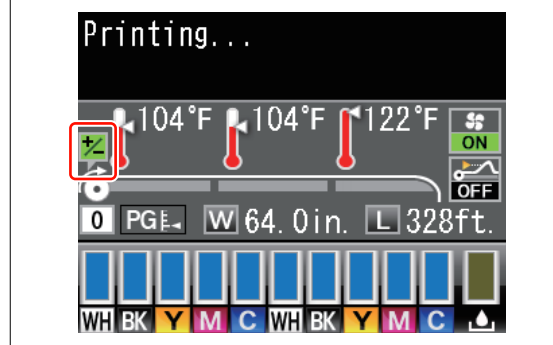 Printing...
104°F 104°F 122°F
ON
OFF
0 PG W 64.0in. L 328ft.
WH BK Y M C WH BK Y M C